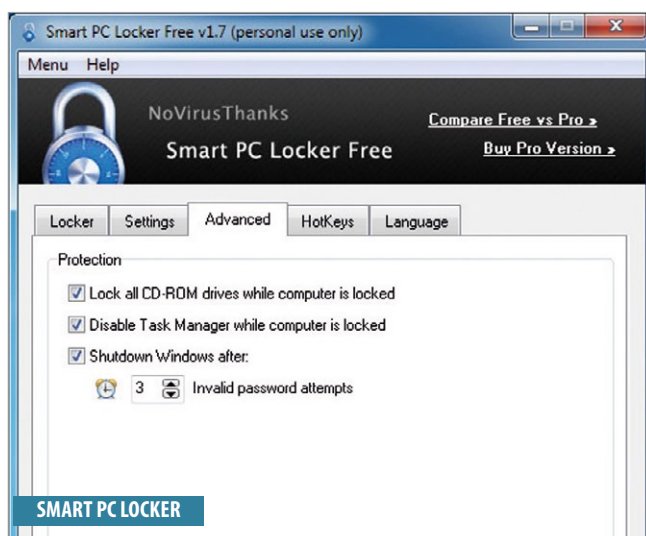 Smart PC Locker Free v1.7 (personal use only)
Menu Help
NoVirusThanks
Smart PC Locker Free
Compare Free vs Pro »
Buy Pro Version »
Locker Settings Advanced HotKeys Language
Protection
Lock all CD-ROM drives while computer is locked
Disable Task Manager while computer is locked
Shutdown Windows after:
3 Invalid password attempts
SMART PC LOCKER